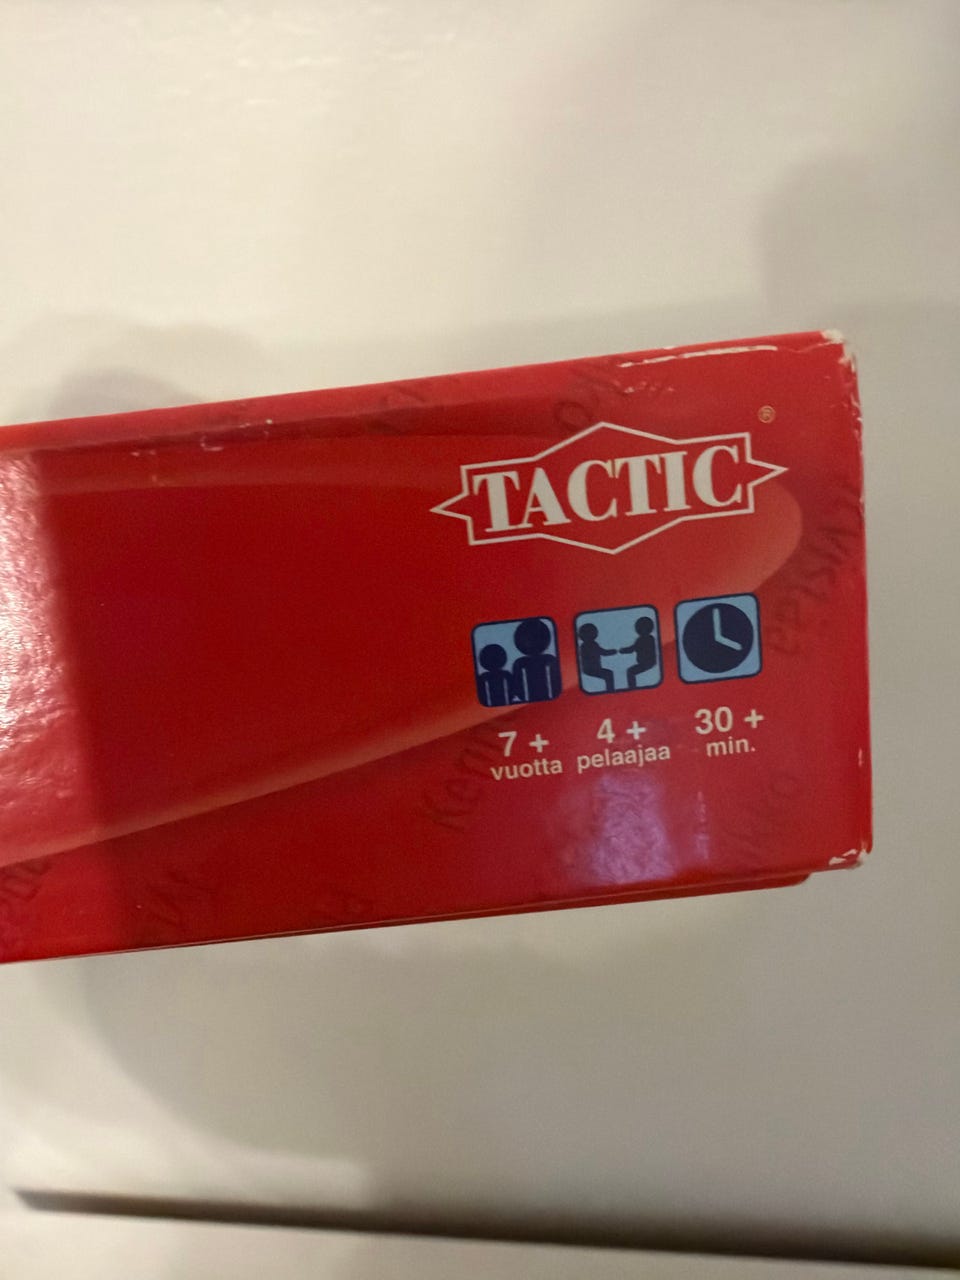 TACTIC®
7 + 4 + 30 +
vuotta pelaajaa min.